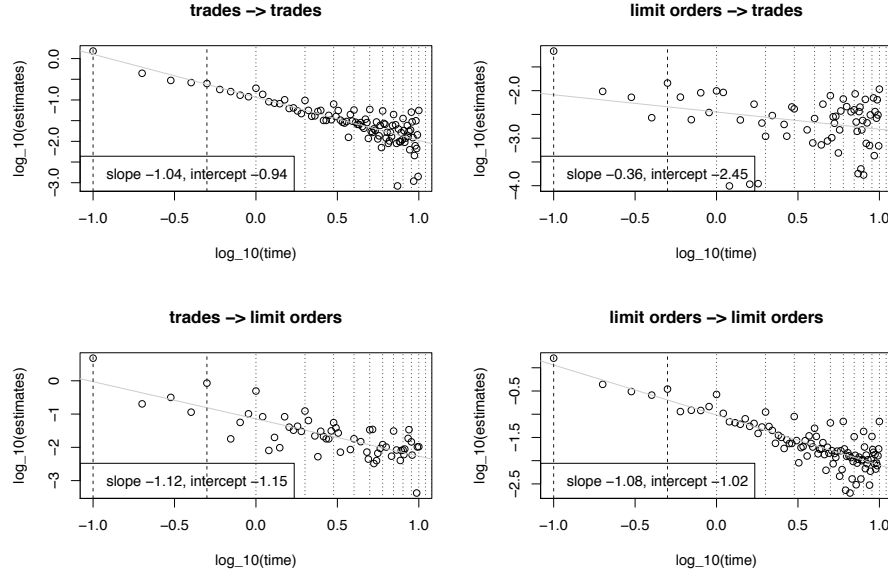 trades −> trades
log_10(estimates)
0.0
−1.0
−2.0
−3.0
slope −1.04, intercept −0.94
−1.0 −0.5 0.0 0.5 1.0
log_10(time)
limit orders −> trades
log_10(estimates)
−2.0
−3.0
−4.0
slope −0.36, intercept −2.45
−1.0 −0.5 0.0 0.5 1.0
log_10(time)
trades −> limit orders
log_10(estimates)
0
−1
−2
−3
slope −1.12, intercept −1.15
−1.0 −0.5 0.0 0.5 1.0
log_10(time)
limit orders −> limit orders
log_10(estimates)
−0.5
−1.5
−2.5
slope −1.08, intercept −1.02
−1.0 −0.5 0.0 0.5 1.0
log_10(time)